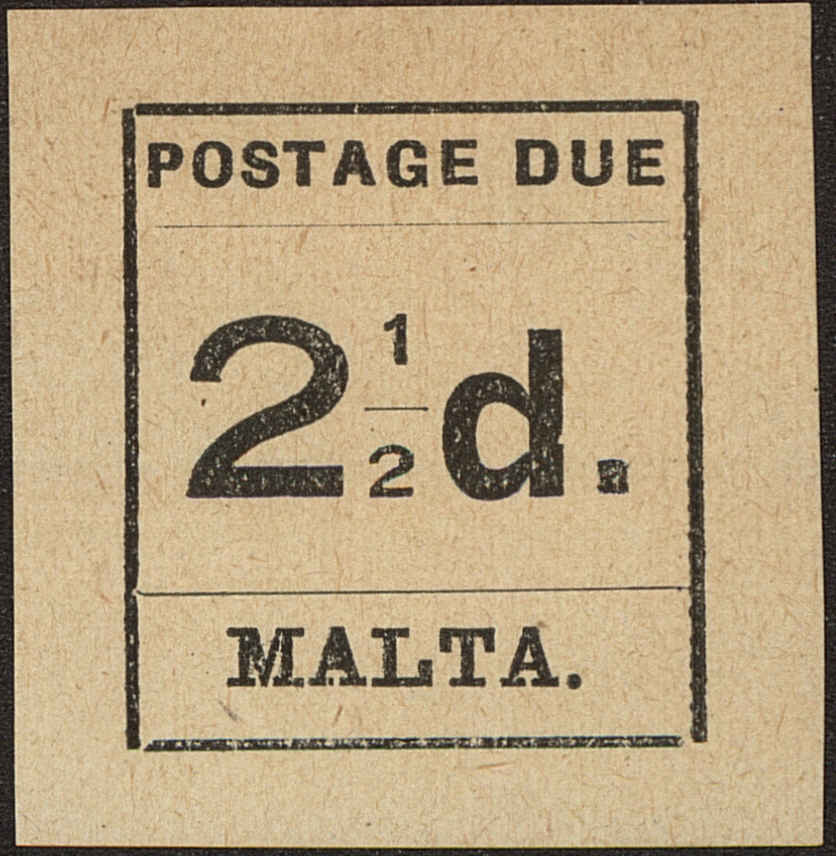 POSTAGE DUE
2½d.
MALTA.